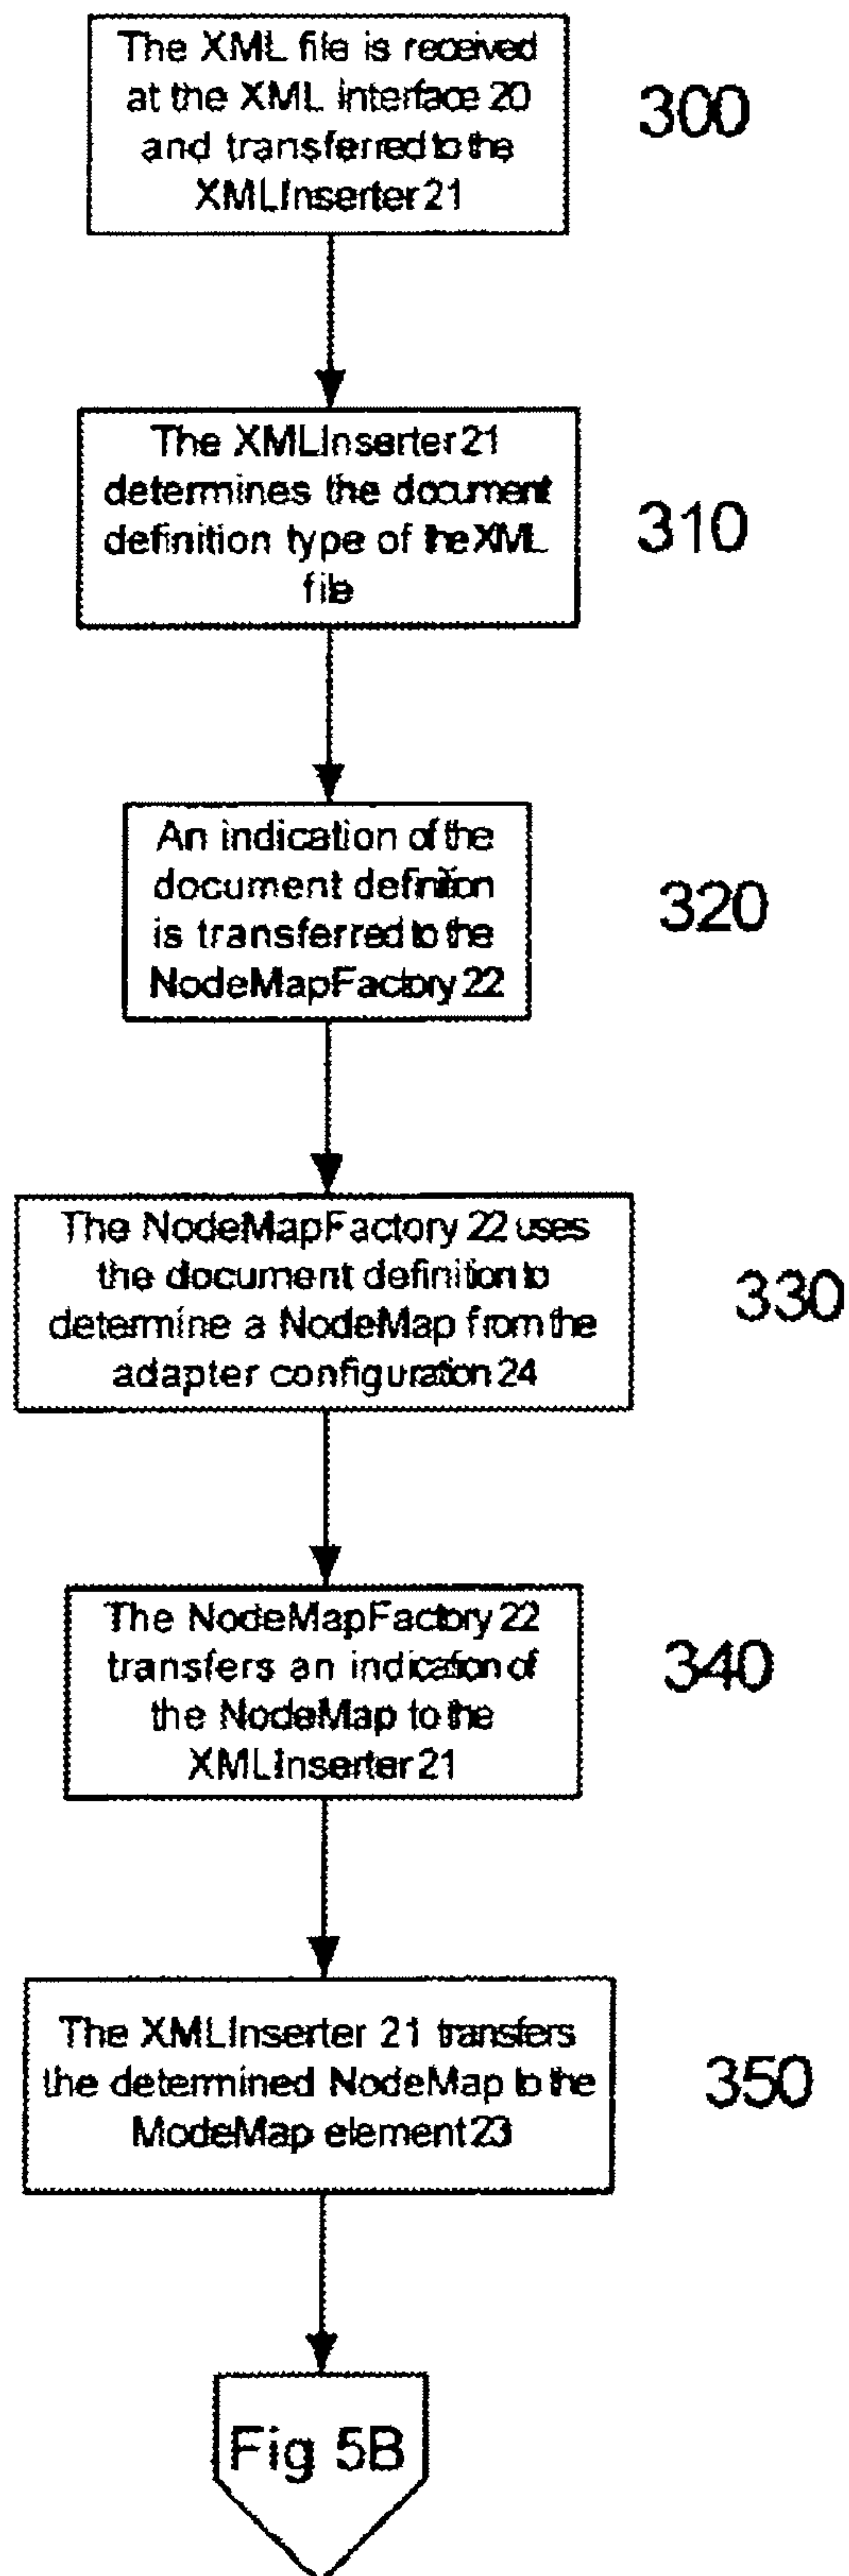 The XML file is received
at the XML interface 20
and transferred to the
XMLInserter 21
300
The XMLInserter 21
determines the document
definition type of the XML
file
310
An indication of the
document definition
is transferred to the
NodeMapFactory 22
320
The NodeMapFactory 22 uses
the document definition to
determine a NodeMap from the
adapter configuration 24
330
The NodeMapFactory 22
transfers an indication of
the NodeMap to the
XMLInserter 21
340
The XMLInserter 21 transfers
the determined NodeMap to the
ModeMap element 23
350
Fig 5B